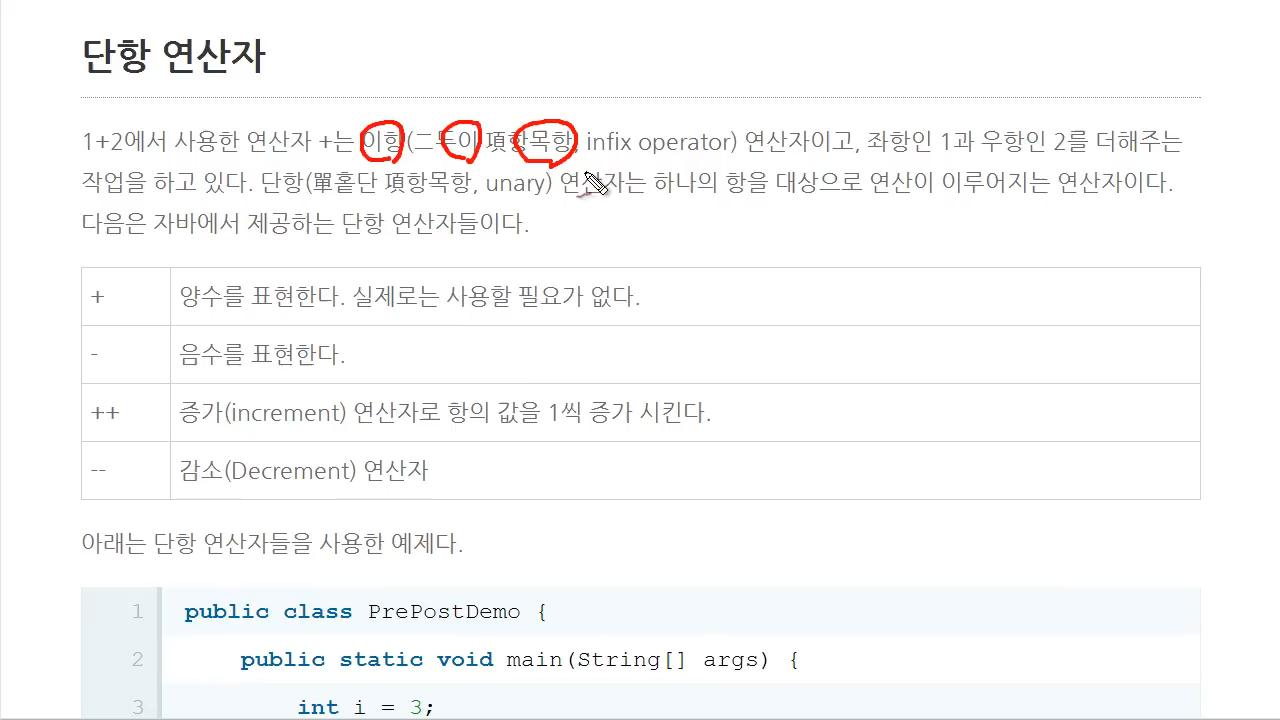 단항 연산자
1+2에서 사용한 연산자 +는 이항(二두이 項항목항, infix operator) 연산자이고, 좌항인 1과 우항인 2를 더해주는
작업을 하고 있다. 단항(單홑단 項항목항, unary) 연산자는 하나의 항을 대상으로 연산이 이루어지는 연산자이다.
다음은 자바에서 제공하는 단항 연산자들이다.
+ 양수를 표현한다. 실제로는 사용할 필요가 없다.
- 음수를 표현한다.
++ 증가(increment) 연산자로 항의 값을 1씩 증가 시킨다.
-- 감소(Decrement) 연산자
아래는 단항 연산자들을 사용한 예제다.
1 public class PrePostDemo {
2 public static void main(String[] args) {
3 int i = 3;